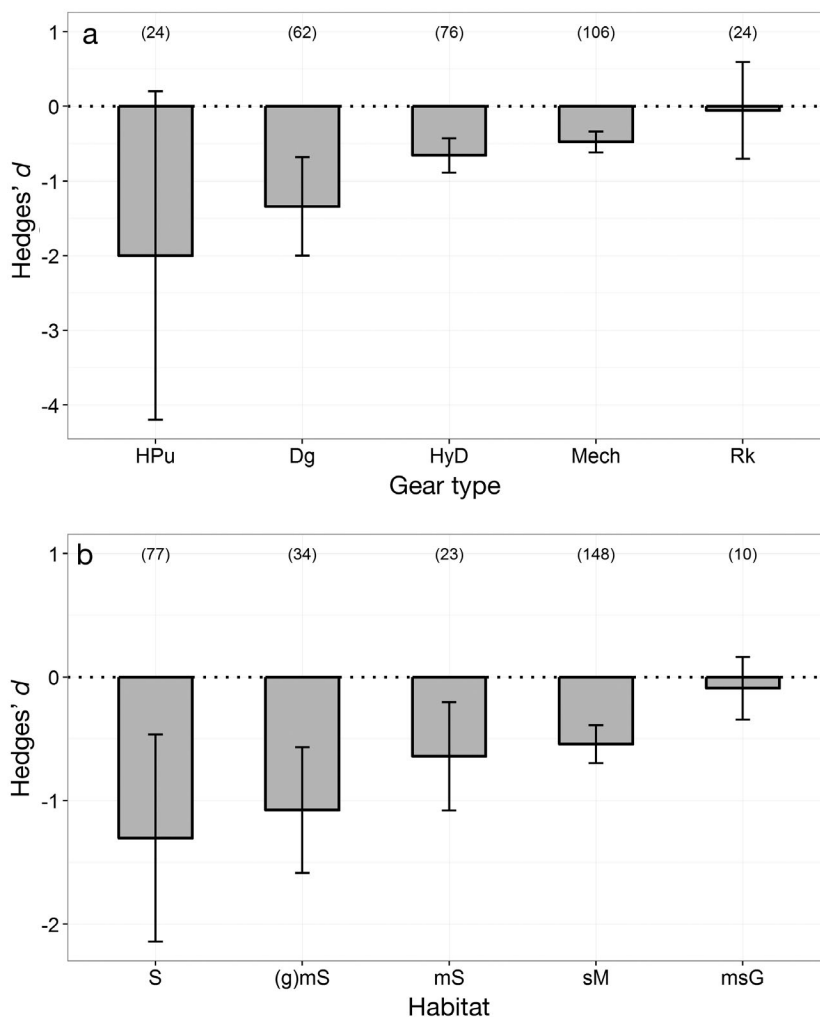 a
(24) (62) (76) (106) (24)
1
0
-1
-2
-3
-4
Hedges' d
HPu Dg HyD Mech Rk
Gear type
b
(77) (34) (23) (148) (10)
1
0
-1
-2
Hedges' d
S (g)mS mS sM msG
Habitat